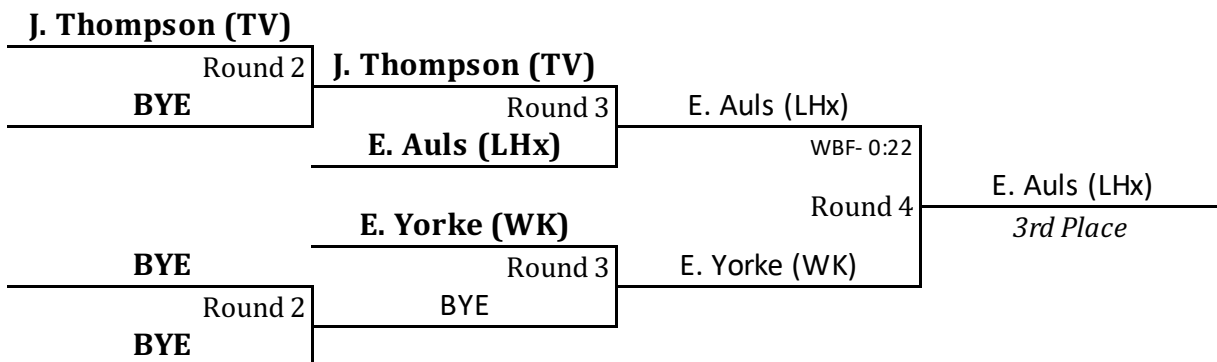 J. Thompson (TV)
Round 2
BYE
J. Thompson (TV)
Round 3
E. Auls (LHx)
E. Auls (LHx)
WBF- 0:22
Round 4
E. Auls (LHx)
3rd Place
E. Yorke (WK)
Round 3
BYE
E. Yorke (WK)
BYE
Round 2
BYE